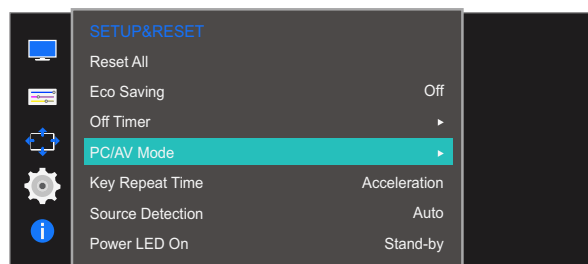 SETUP&RESET
Reset All
Eco Saving Off
Off Timer
PC/AV Mode
Key Repeat Time Acceleration
Source Detection Auto
Power LED On Stand-by